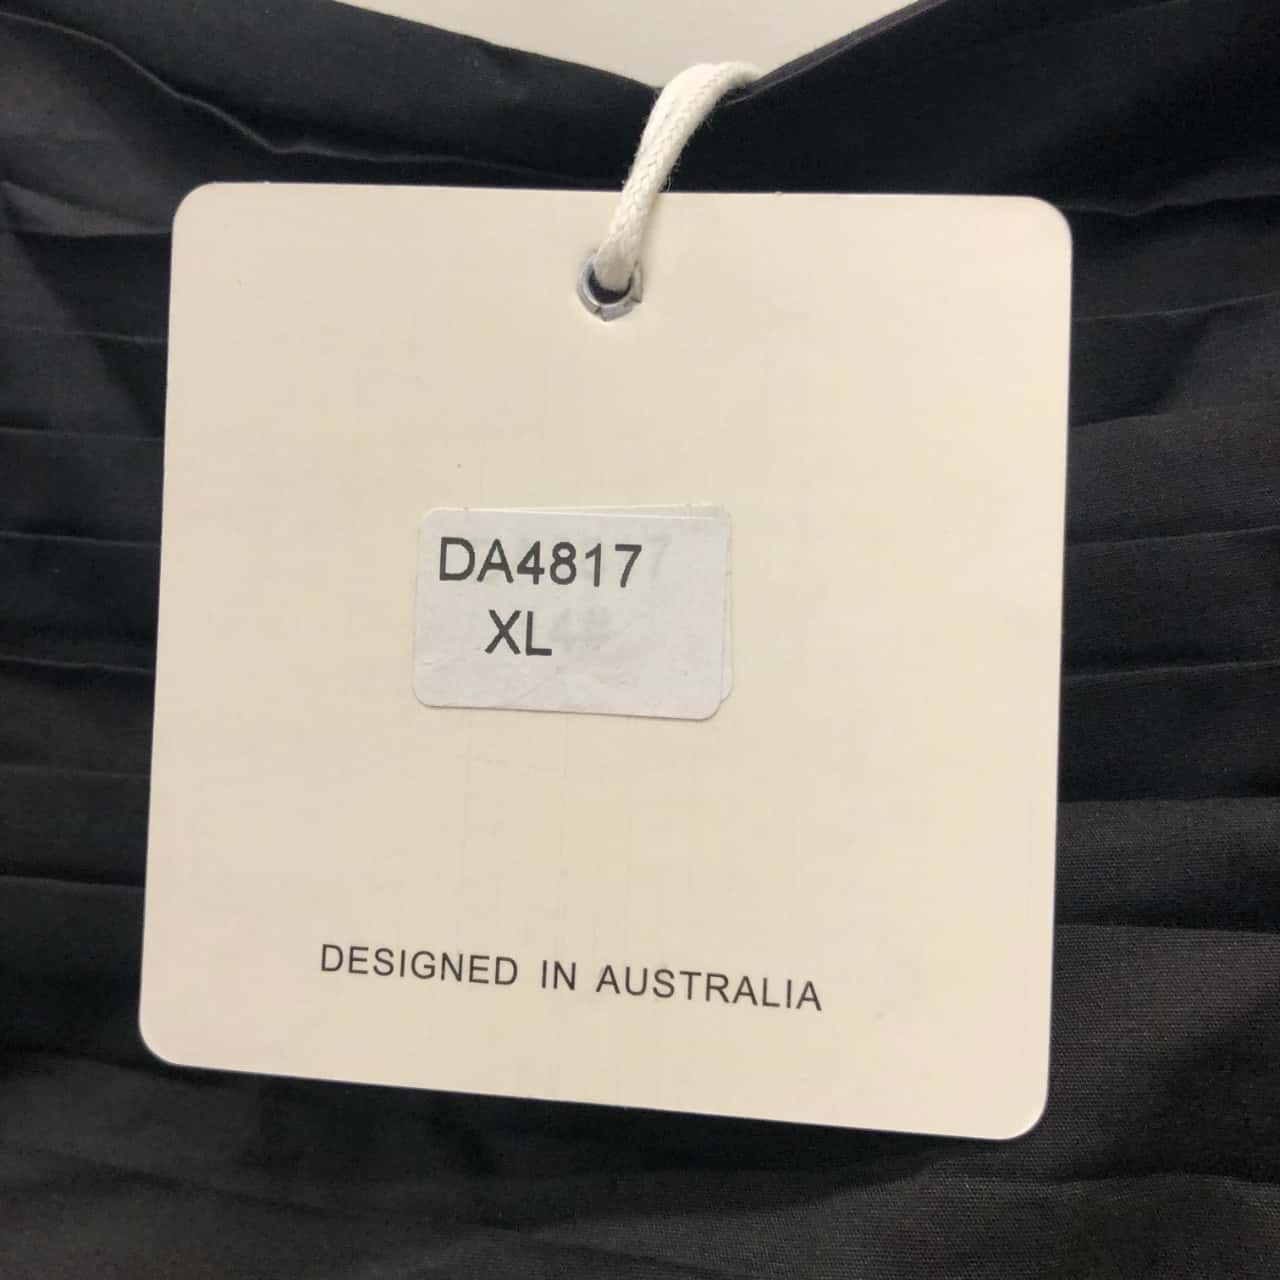 DA4817
XL
DESIGNED IN AUSTRALIA